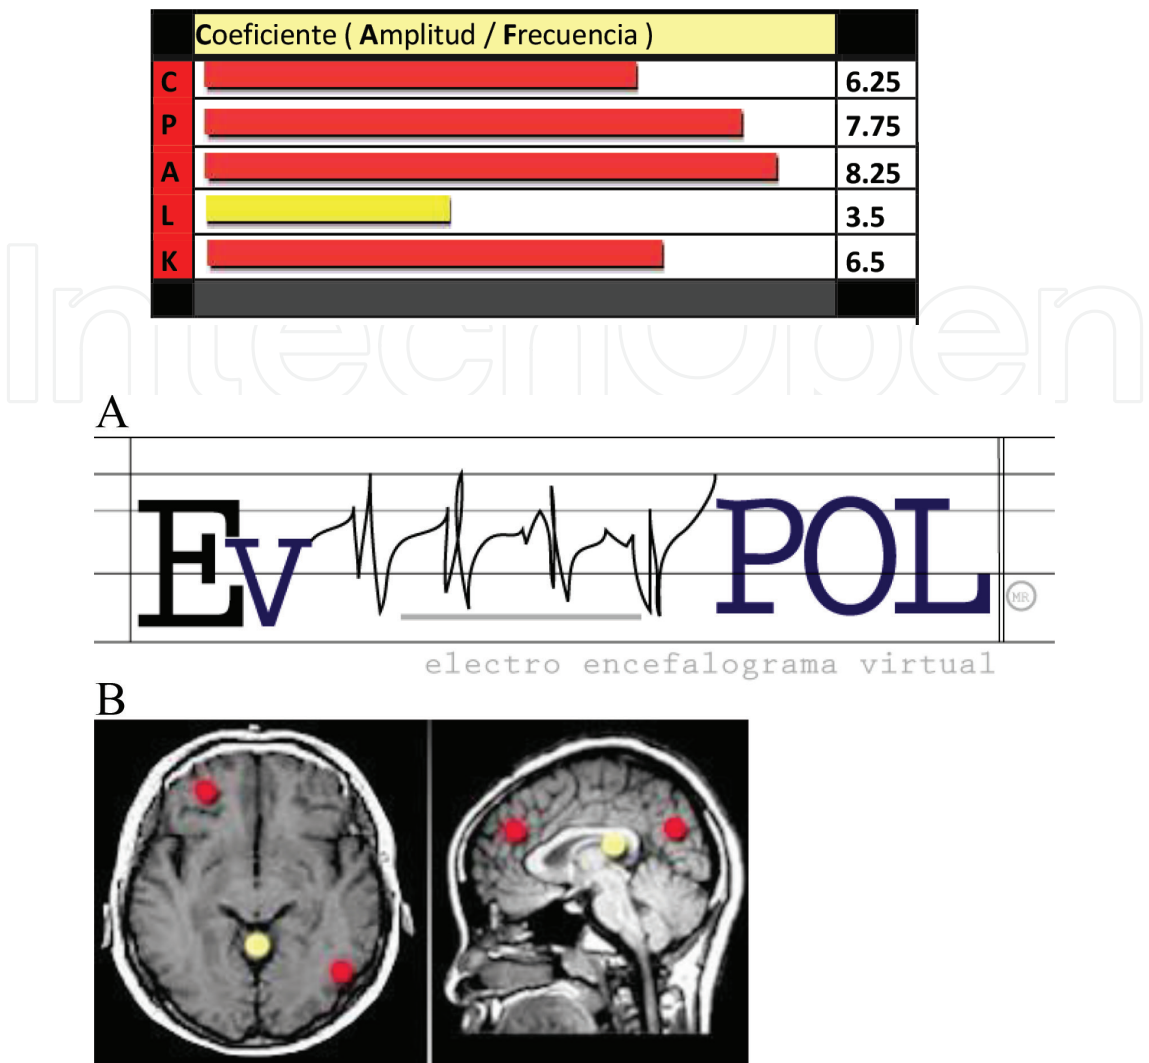 Coeficiente ( Amplitud / Frecuencia )
C 6.25
P 7.75
A 8.25
L 3.5
K 6.5
IntechOpen
A
Ev POL MR
electro encefalograma virtual
B